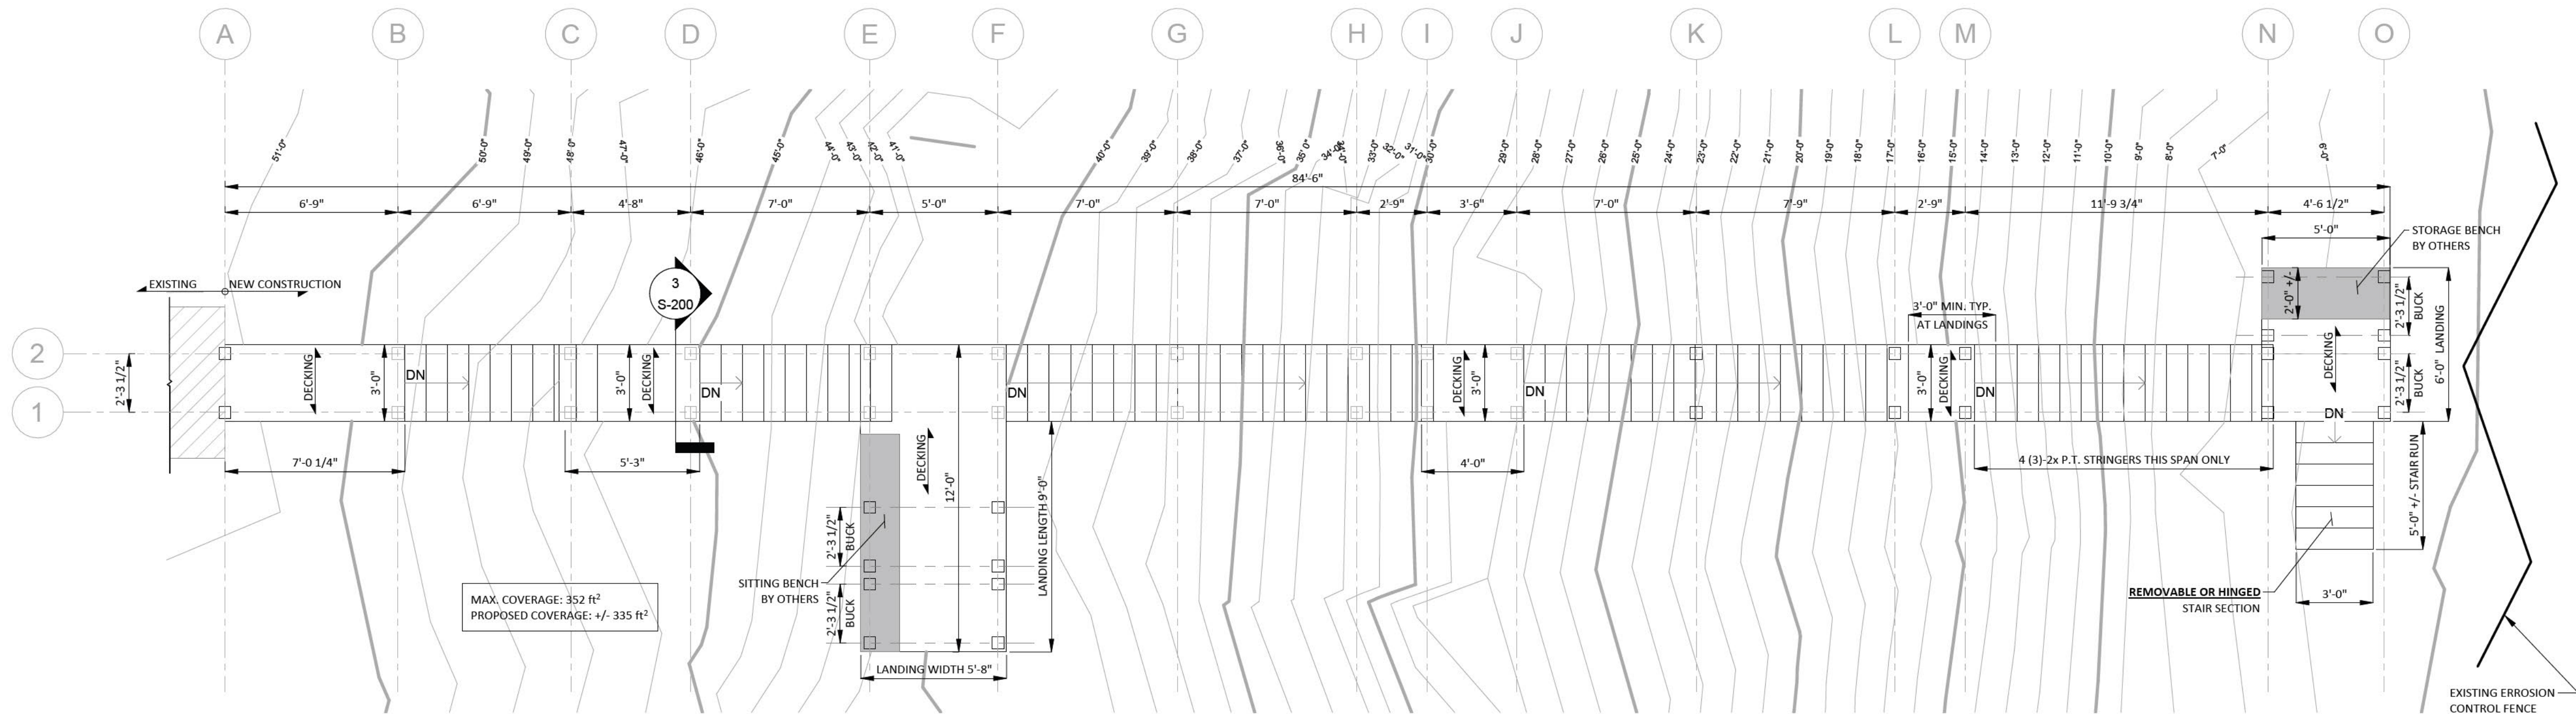 A B C D E F G H I J K L M N O
51'-0" 50'-0" 49'-0" 48'-0" 47'-0" 46'-0" 45'-0" 44'-0" 43'-0" 42'-0" 41'-0" 40'-0" 39'-0" 38'-0" 37'-0" 36'-0" 35'-0" 34'-0" 34'-0" 33'-0" 32'-0" 31'-0" 30'-0" 29'-0" 28'-0" 27'-0" 26'-0" 25'-0" 24'-0" 23'-0" 22'-0" 21'-0" 20'-0" 19'-0" 18'-0" 17'-0" 16'-0" 15'-0" 14'-0" 13'-0" 12'-0" 11'-0" 10'-0" 9'-0" 8'-0" 7'-0" 6'-0"
84'-6"
6'-9" 6'-9" 4'-8" 7'-0" 5'-0" 7'-0" 7'-0" 2'-9" 3'-6" 7'-0" 7'-9" 2'-9" 11'-9 3/4" 4'-6 1/2"
5'-0"
STORAGE BENCH
BY OTHERS
EXISTING NEW CONSTRUCTION
3
S-200
2'-0" +/-
2'-3 1/2"
BUCK
3'-0" MIN. TYP.
AT LANDINGS
2
1
2'-3 1/2"
DECKING
3'-0"
DN
3'-0"
DECKING
DN
DN
DECKING
3'-0"
DN
3'-0"
DECKING
DN
DECKING
DN
2'-3 1/2"
BUCK
6'-0" LANDING
7'-0 1/4"
5'-3"
DECKING
12'-0"
LANDING LENGTH 9'-0"
4'-0"
4 (3)-2x P.T. STRINGERS THIS SPAN ONLY
5'-0" +/- STAIR RUN
2'-3 1/2"
BUCK
2'-3 1/2"
BUCK
SITTING BENCH
BY OTHERS
MAX. COVERAGE: 352 ft²
PROPOSED COVERAGE: +/- 335 ft²
LANDING WIDTH 5'-8"
REMOVABLE OR HINGED
STAIR SECTION
3'-0"
EXISTING ERROSION
CONTROL FENCE